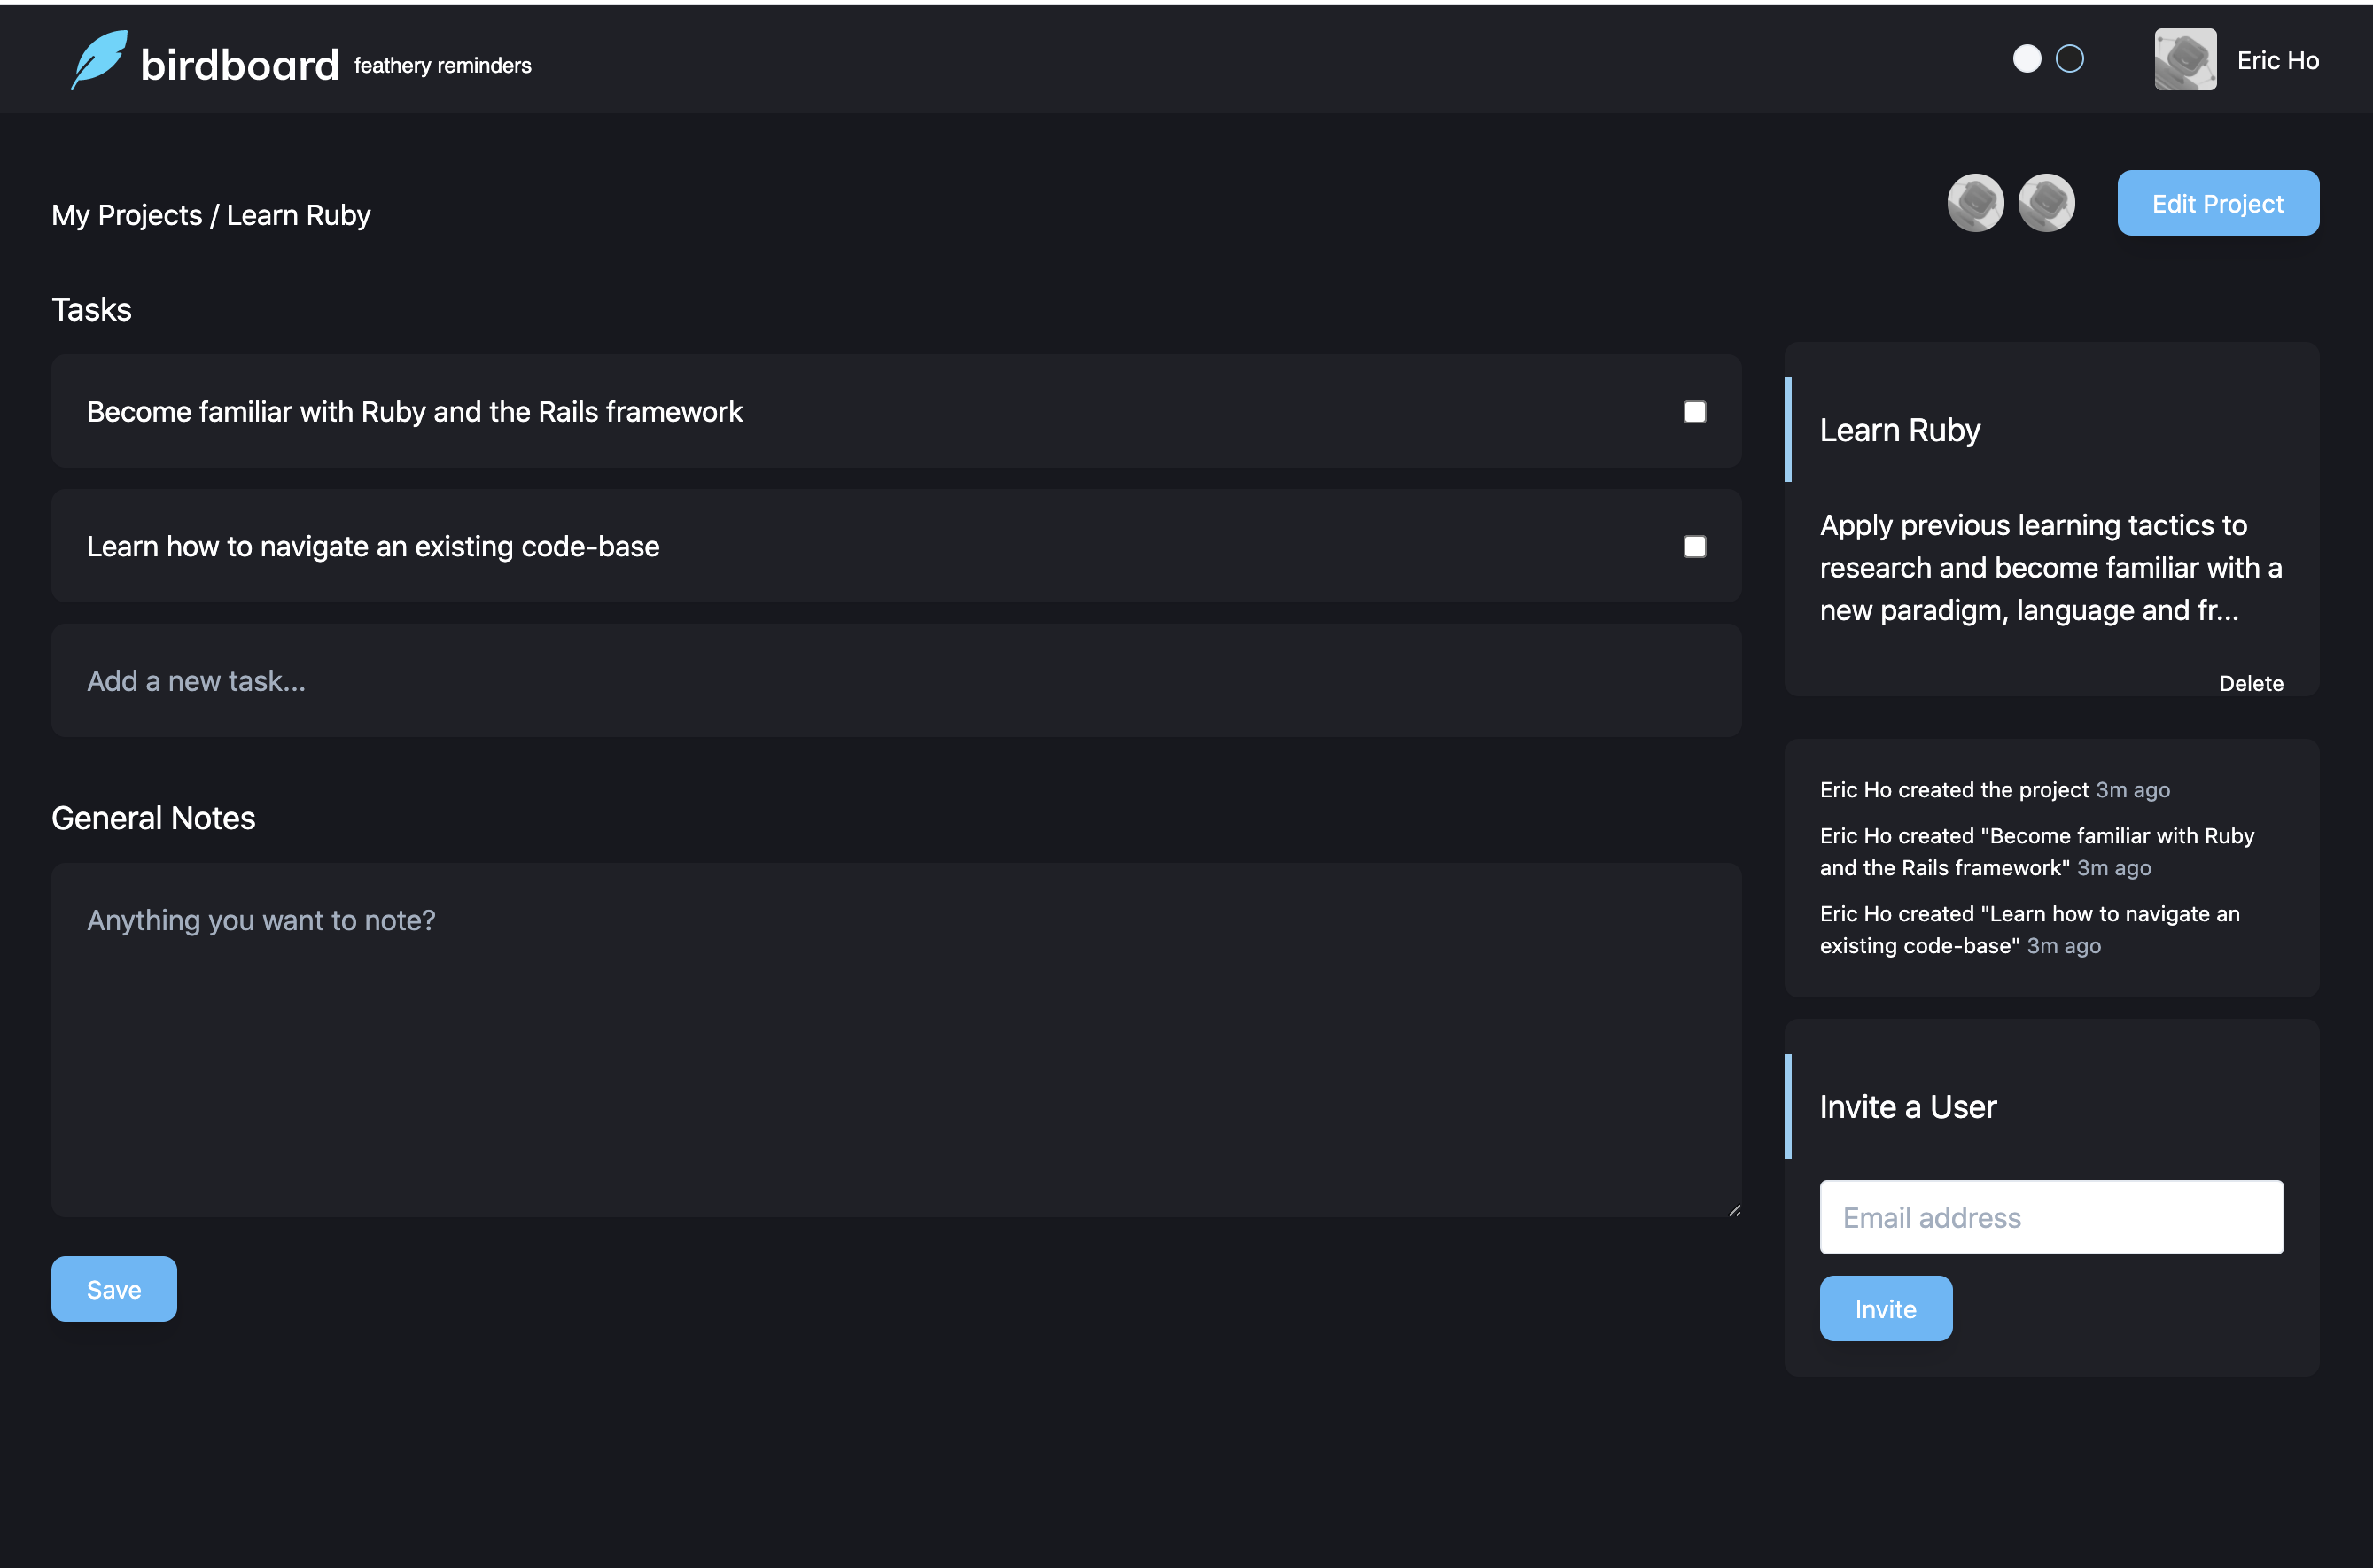 birdboard feathery reminders
Eric Ho
My Projects / Learn Ruby
Edit Project
Tasks
Become familiar with Ruby and the Rails framework
Learn how to navigate an existing code-base
Add a new task...
General Notes
Anything you want to note?
Save
Learn Ruby
Apply previous learning tactics to
research and become familiar with a
new paradigm, language and fr...
Delete
Eric Ho created the project 3m ago
Eric Ho created "Become familiar with Ruby
and the Rails framework" 3m ago
Eric Ho created "Learn how to navigate an
existing code-base" 3m ago
Invite a User
Email address
Invite